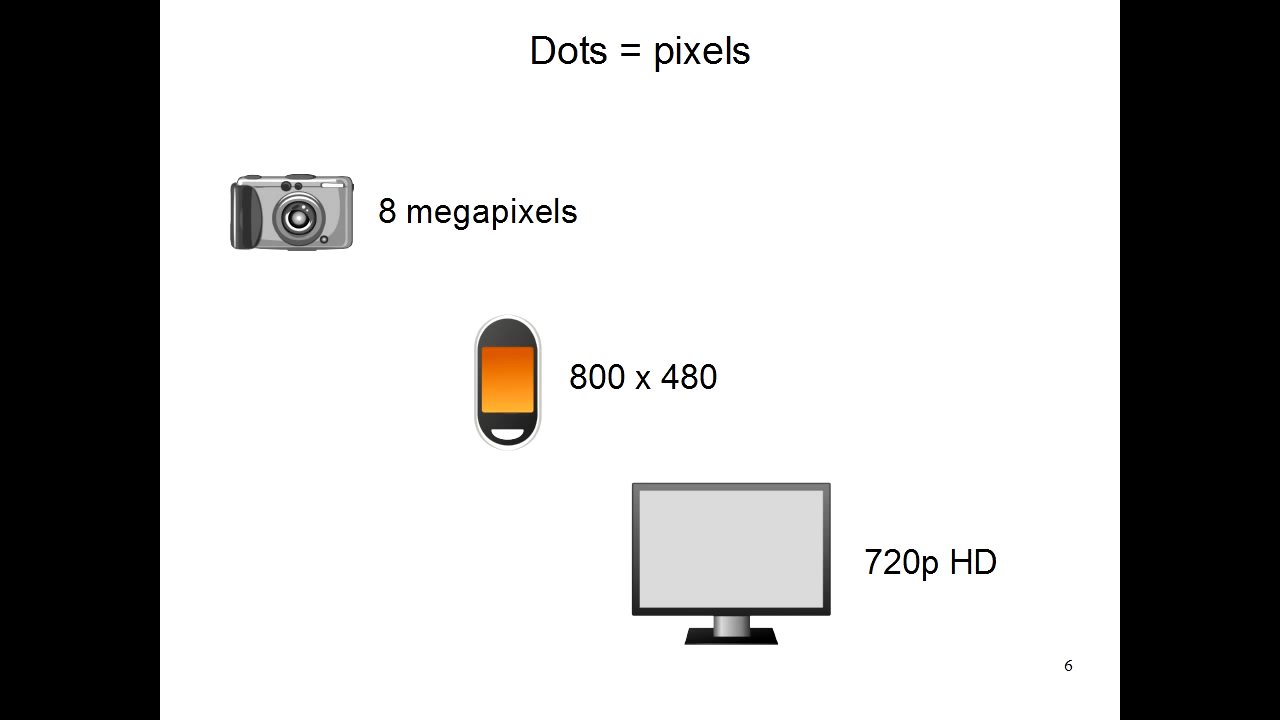 Dots = pixels
8 megapixels
800 x 480
720p HD
6